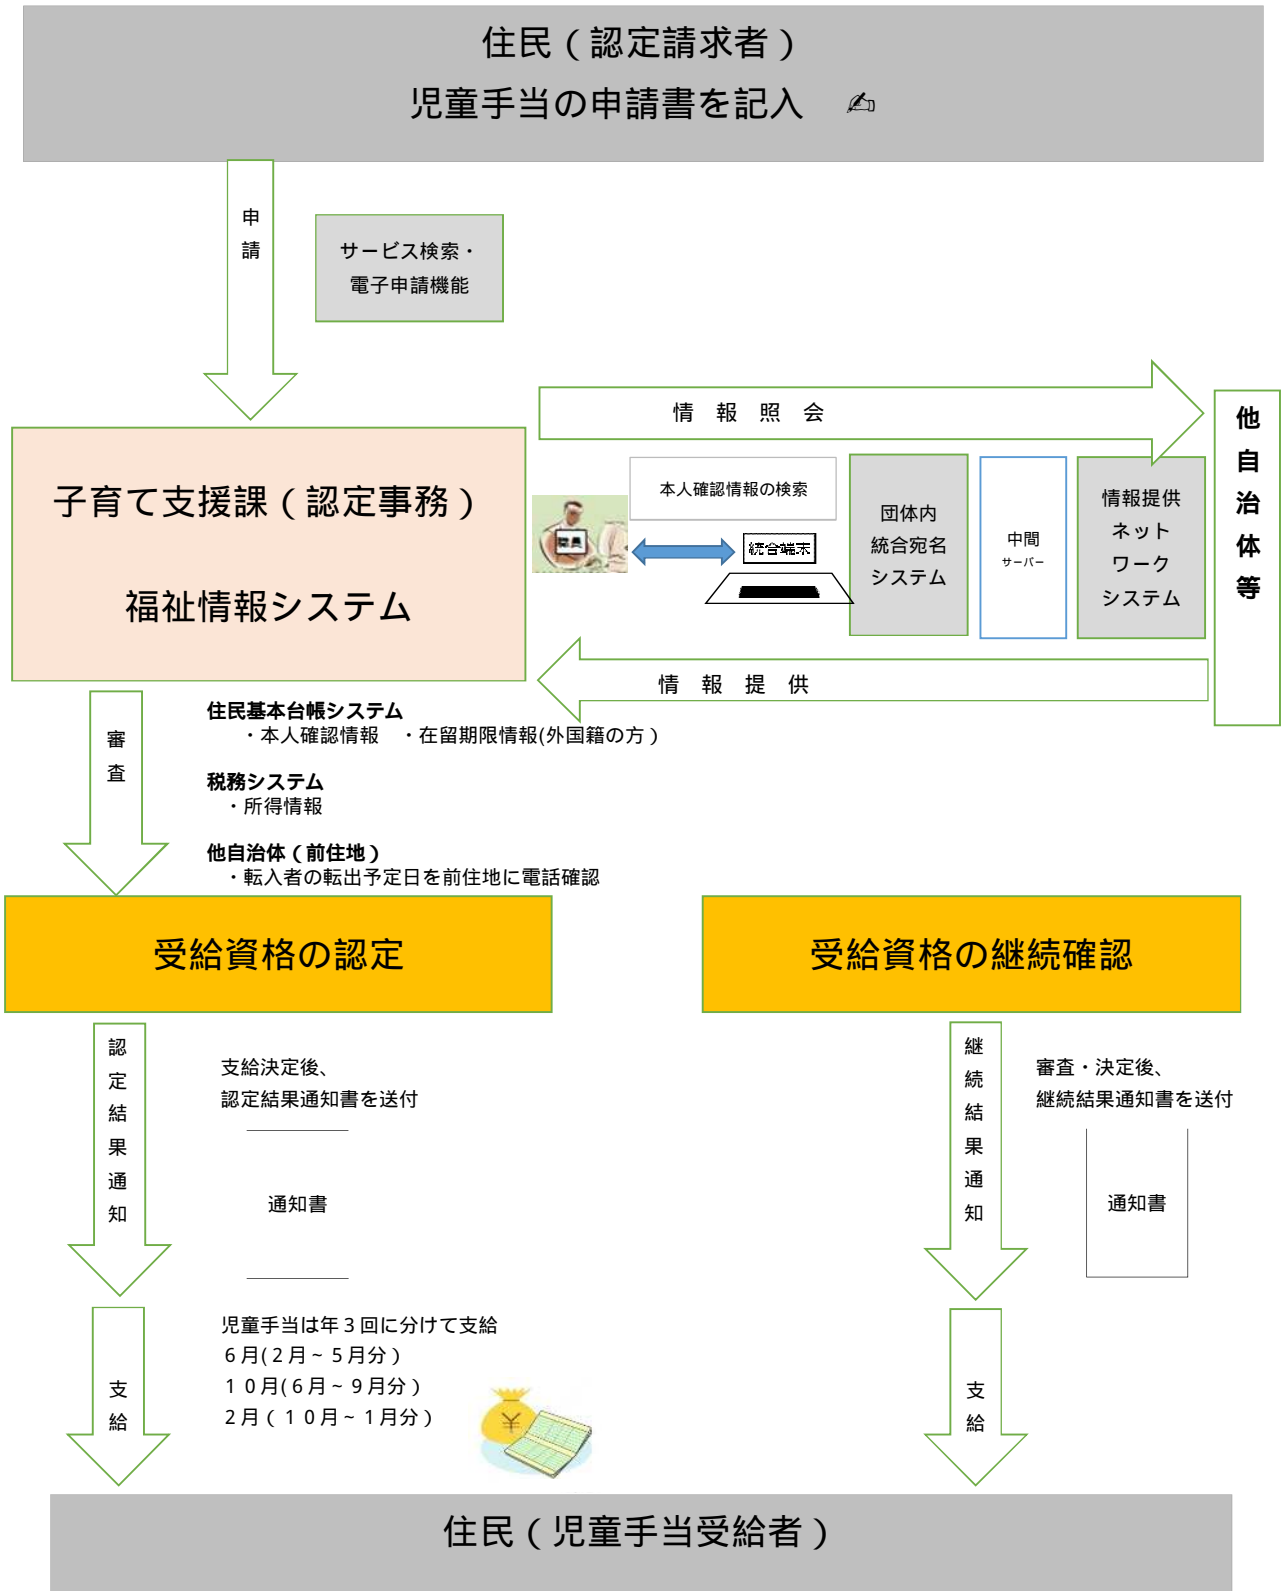 住民（認定請求者）
児童手当の申請書を記入
申請
サービス検索・
電子申請機能
情報照会
他自治体等
子育て支援課（認定事務）
福祉情報システム
職員
本人確認情報の検索
統合端末
団体内
統合宛名
システム
中間
サーバー
情報提供
ネット
ワーク
システム
情報提供
審査
住民基本台帳システム
・本人確認情報　・在留期限情報(外国籍の方）
税務システム
・所得情報
他自治体（前住地）
・転入者の転出予定日を前住地に電話確認
受給資格の認定
受給資格の継続確認
認定結果通知
支給決定後、
認定結果通知書を送付
通知書
継続結果通知
審査・決定後、
継続結果通知書を送付
通知書
支給
児童手当は年３回に分けて支給
６月(２月～５月分）
１０月(６月～９月分）
２月（１０月～１月分）
¥
支給
住民（児童手当受給者）